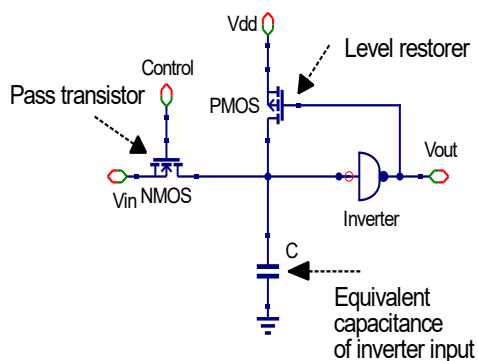 Vdd
Level restorer
Control
Pass transistor
PMOS
Vout
Vin
NMOS
Inverter
C
Equivalent
capacitance
of inverter input